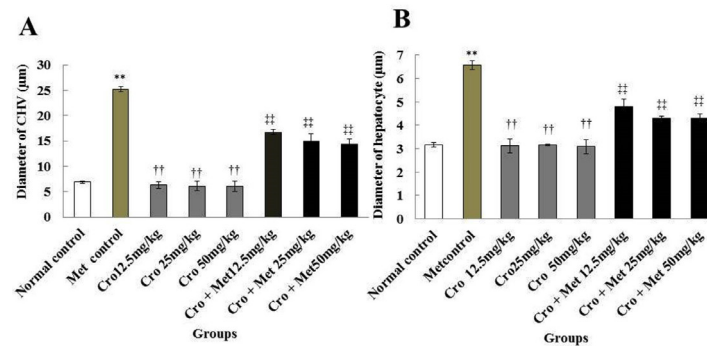 A
Diameter of CHV (µm)
30
25
20
15
10
5
0
**
††
††
††
‡‡
‡‡
‡‡
Normal control
Met control
Cro12.5mg/kg
Cro 25mg/kg
Cro 50mg/kg
Cro + Met12.5mg/kg
Cro + Met 25mg/kg
Cro + Met50mg/kg
Groups
B
Diameter of hepatocyte (µm)
7
6
5
4
3
2
1
0
**
††
††
††
‡‡
‡‡
‡‡
Normal control
Metcontrol
Cro 12.5mg/kg
Cro25mg/kg
Cro 50mg/kg
Cro + Met 12.5mg/kg
Cro + Met 25mg/kg
Cro + Met 50mg/kg
Groups